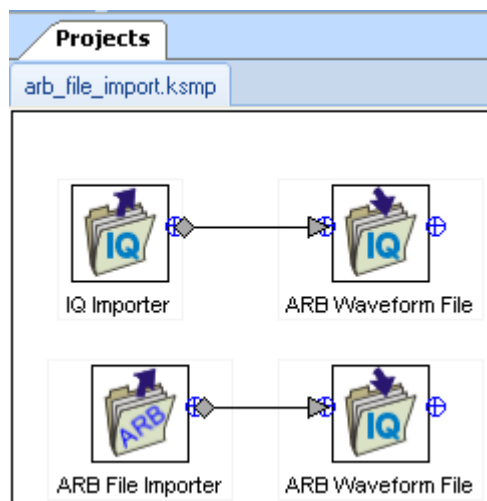 Projects
arb_file_import.ksmp
IQ IQ
IQ Importer ARB Waveform File
ARB IQ
ARB File Importer ARB Waveform File